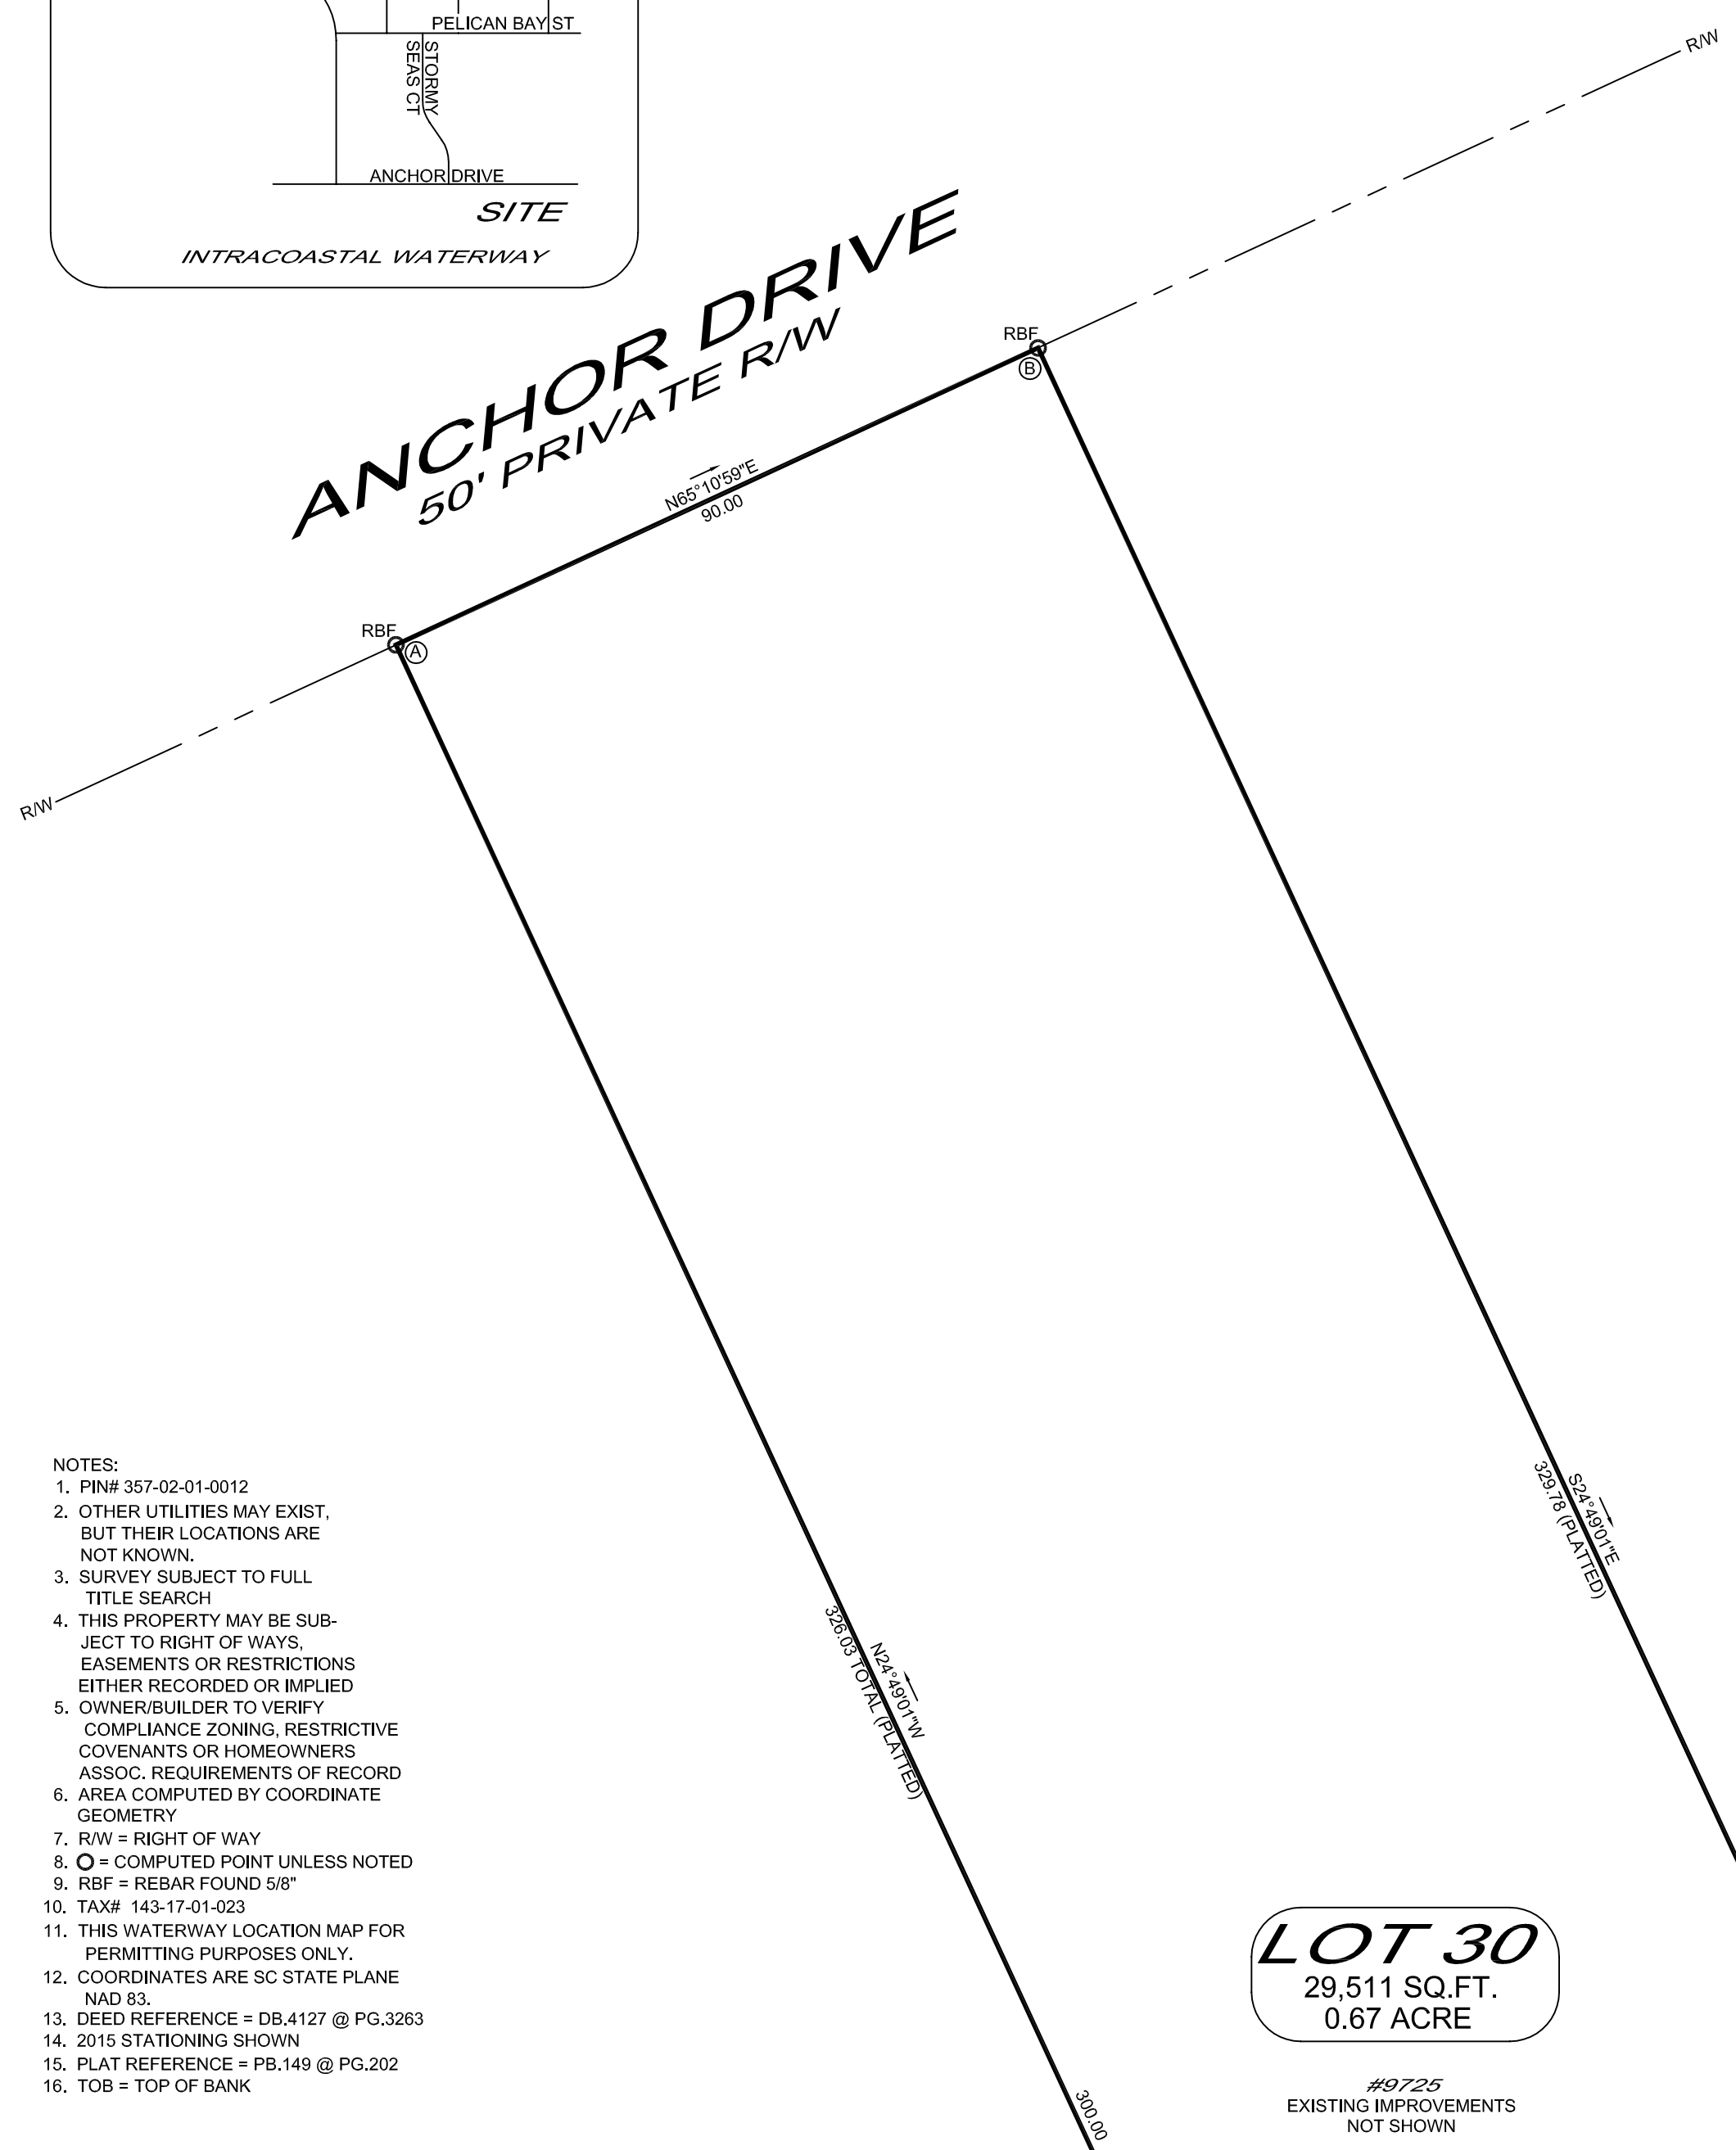 PELICAN BAY ST
STORMY
SEAS CT
ANCHOR DRIVE
SITE
INTRACOASTAL WATERWAY
R/W
ANCHOR DRIVE
50' PRIVATE R/W
RBF
B
N65°10'59"E
90.00
RBF
A
R/W
S24°49'01"E
329.78 (PLATTED)
N24°49'01"W
326.03 TOTAL (PLATTED)
300.00
NOTES:
1. PIN# 357-02-01-0012
2. OTHER UTILITIES MAY EXIST,
BUT THEIR LOCATIONS ARE
NOT KNOWN.
3. SURVEY SUBJECT TO FULL
TITLE SEARCH
4. THIS PROPERTY MAY BE SUB-
JECT TO RIGHT OF WAYS,
EASEMENTS OR RESTRICTIONS
EITHER RECORDED OR IMPLIED
5. OWNER/BUILDER TO VERIFY
COMPLIANCE ZONING, RESTRICTIVE
COVENANTS OR HOMEOWNERS
ASSOC. REQUIREMENTS OF RECORD
6. AREA COMPUTED BY COORDINATE
GEOMETRY
7. R/W = RIGHT OF WAY
8. O = COMPUTED POINT UNLESS NOTED
9. RBF = REBAR FOUND 5/8"
10. TAX# 143-17-01-023
11. THIS WATERWAY LOCATION MAP FOR
PERMITTING PURPOSES ONLY.
12. COORDINATES ARE SC STATE PLANE
NAD 83.
13. DEED REFERENCE = DB.4127 @ PG.3263
14. 2015 STATIONING SHOWN
15. PLAT REFERENCE = PB.149 @ PG.202
16. TOB = TOP OF BANK
LOT 30
29,511 SQ.FT.
0.67 ACRE
#9725
EXISTING IMPROVEMENTS
NOT SHOWN